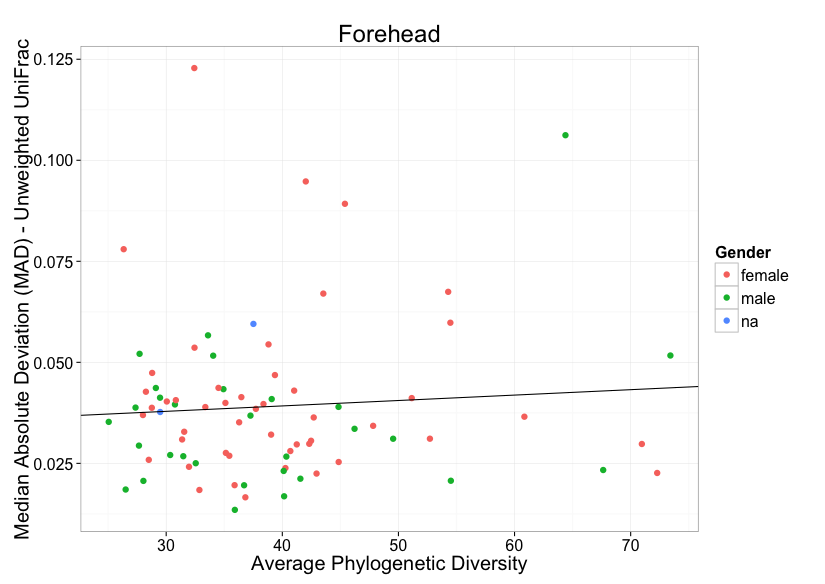 Forehead
Median Absolute Deviation (MAD) - Unweighted UniFrac
0.125
0.100
0.075
0.050
0.025
30 40 50 60 70
Average Phylogenetic Diversity
Gender
female
male
na